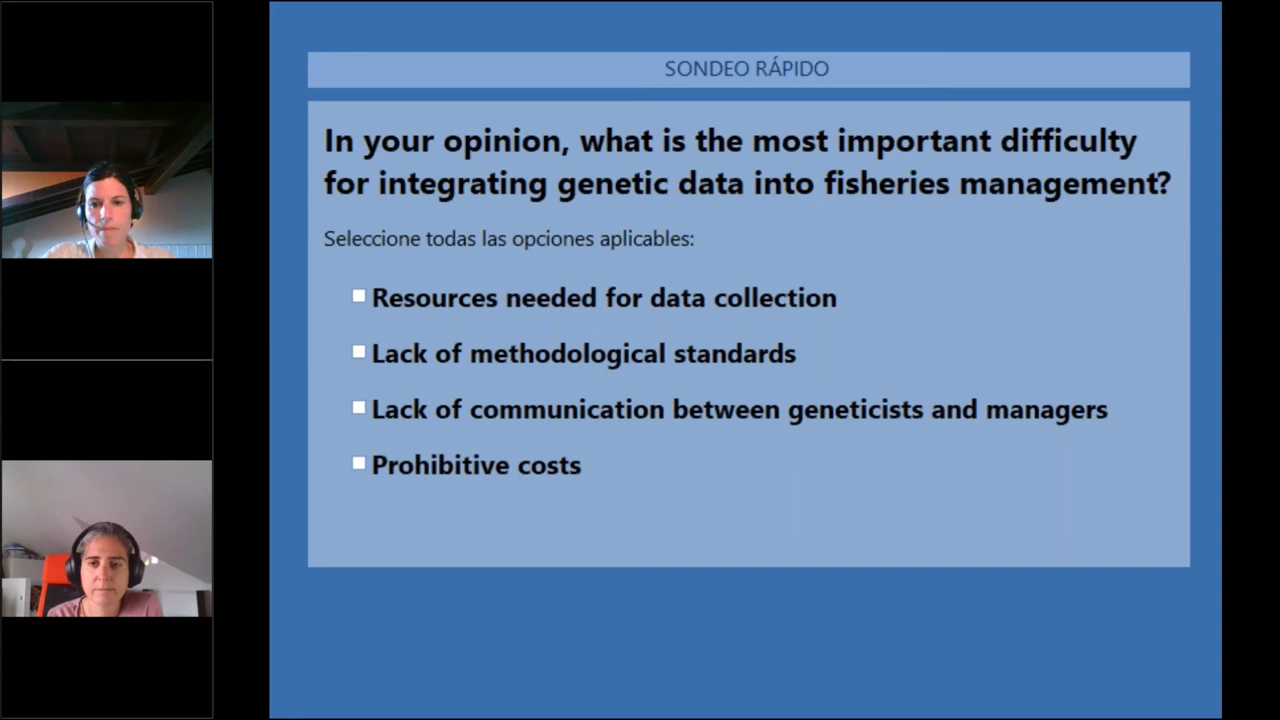 SONDEO RÁPIDO
In your opinion, what is the most important difficulty
for integrating genetic data into fisheries management?
Seleccione todas las opciones aplicables:
Resources needed for data collection
Lack of methodological standards
Lack of communication between geneticists and managers
Prohibitive costs